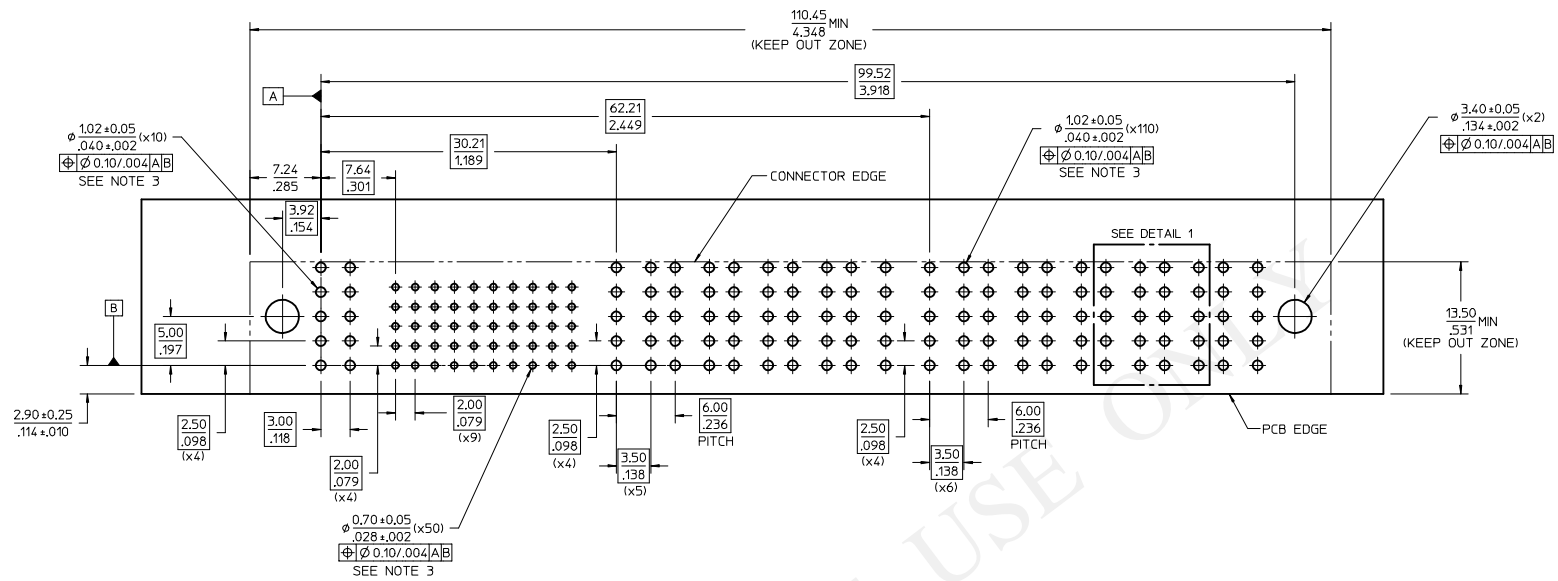 110.45 MIN
4.348
(KEEP OUT ZONE)
99.52
3.918
A
62.21
2.449
ø 1.02 ±0.05 (x10)
.040 ±.002
⌖ Ø 0.10/.004 A B
SEE NOTE 3
30.21
1.189
ø 1.02 ±0.05 (x110)
.040 ±.002
⌖ Ø 0.10/.004 A B
SEE NOTE 3
ø 3.40 ±0.05 (x2)
.134 ±.002
⌖ Ø 0.10/.004 A B
7.24
.285
7.64
.301
CONNECTOR EDGE
3.92
.154
SEE DETAIL 1
B
5.00
.197
13.50 MIN
.531
(KEEP OUT ZONE)
2.90 ±0.25
.114 ±.010
2.50
.098
(x4)
3.00
.118
2.00
.079
(x9)
2.00
.079
(x4)
2.50
.098
(x4)
3.50
.138
(x5)
6.00
.236
PITCH
2.50
.098
(x4)
3.50
.138
(x6)
6.00
.236
PITCH
PCB EDGE
ø 0.70 ±0.05 (x50)
.028 ±.002
⌖ Ø 0.10/.004 A B
SEE NOTE 3
USE ONLY